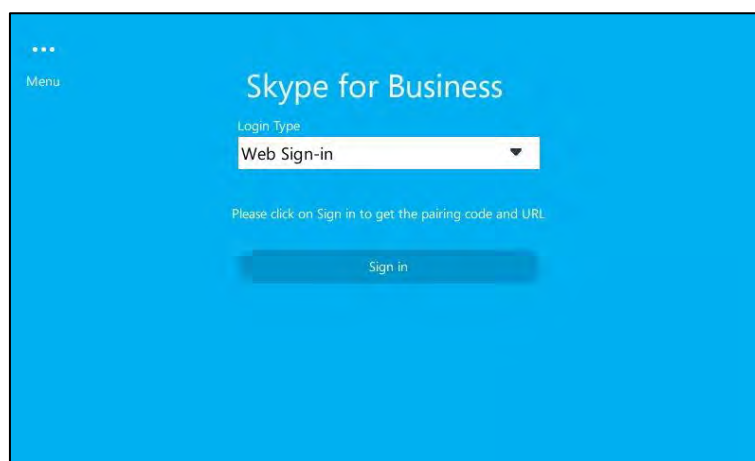 Menu
Skype for Business
Login Type
Web Sign-in
Please click on Sign in to get the pairing code and URL
Sign in